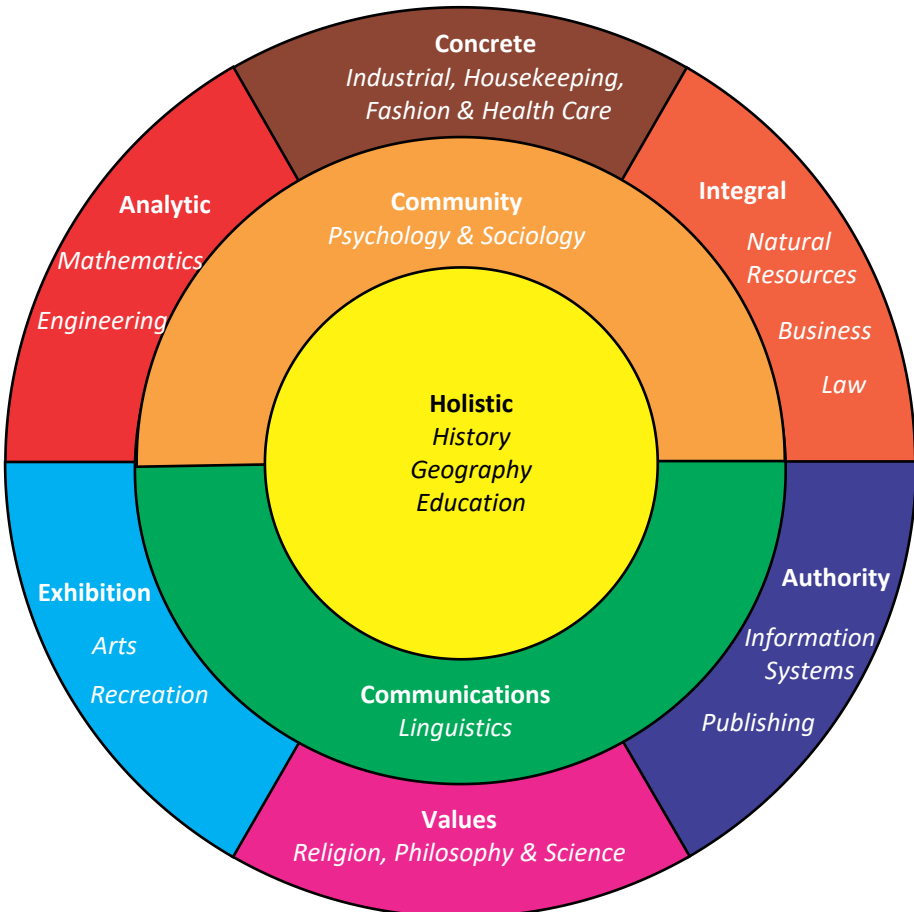 Concrete
Industrial, Housekeeping,
Fashion & Health Care
Analytic
Mathematics
Engineering
Community
Psychology & Sociology
Integral
Natural
Resources
Business
Law
Holistic
History
Geography
Education
Exhibition
Arts
Recreation
Communications
Linguistics
Authority
Information
Systems
Publishing
Values
Religion, Philosophy & Science